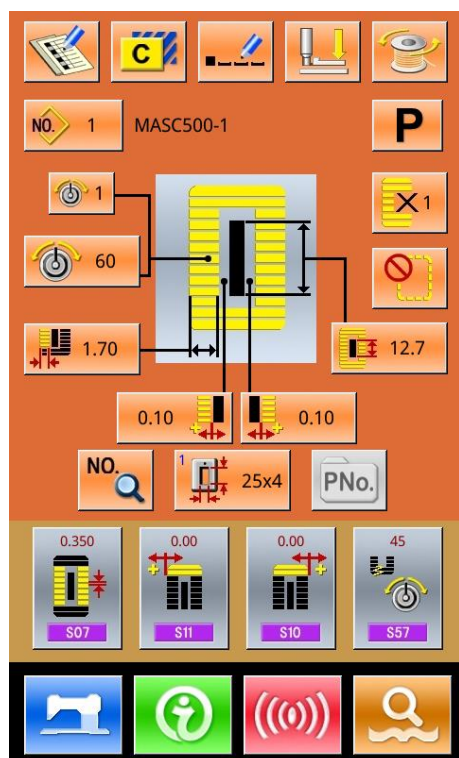 C
NO. 1 MASC500-1 P
1 1
60
1.70 12.7
0.10 0.10
NO. 1 25x4 PNo.
0.350 0.00 0.00 45
S07 S11 S10 S57